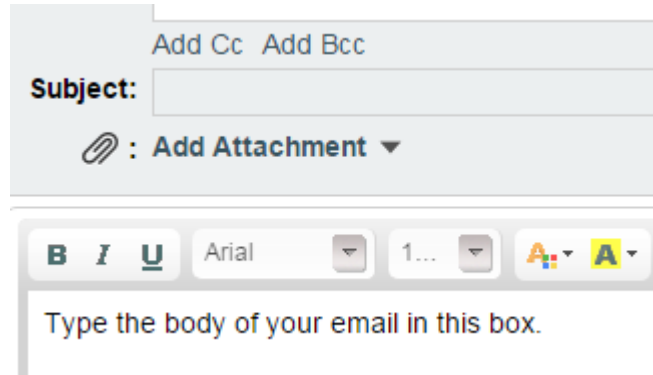 Add Cc Add Bcc
Subject:
: Add Attachment
B I U Arial 1... A A
Type the body of your email in this box.